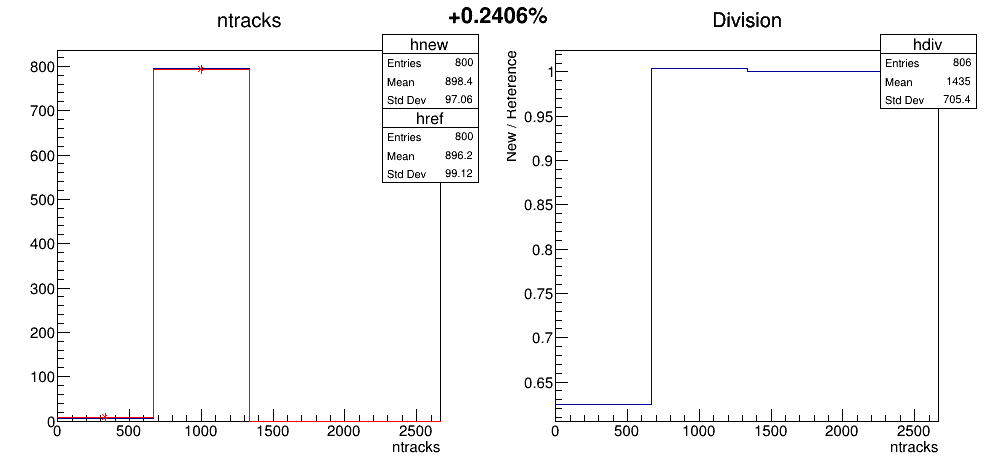 +0.2406%
ntracks
hnew
Entries 800
Mean 898.4
Std Dev 97.06
href
Entries 800
Mean 896.2
Std Dev 99.12
800
700
600
500
400
300
200
100
0
0 500 1000 1500 2000 2500
ntracks
Division
hdiv
Entries 806
Mean 1435
Std Dev 705.4
New / Reference
1
0.95
0.9
0.85
0.8
0.75
0.7
0.65
0 500 1000 1500 2000 2500
ntracks